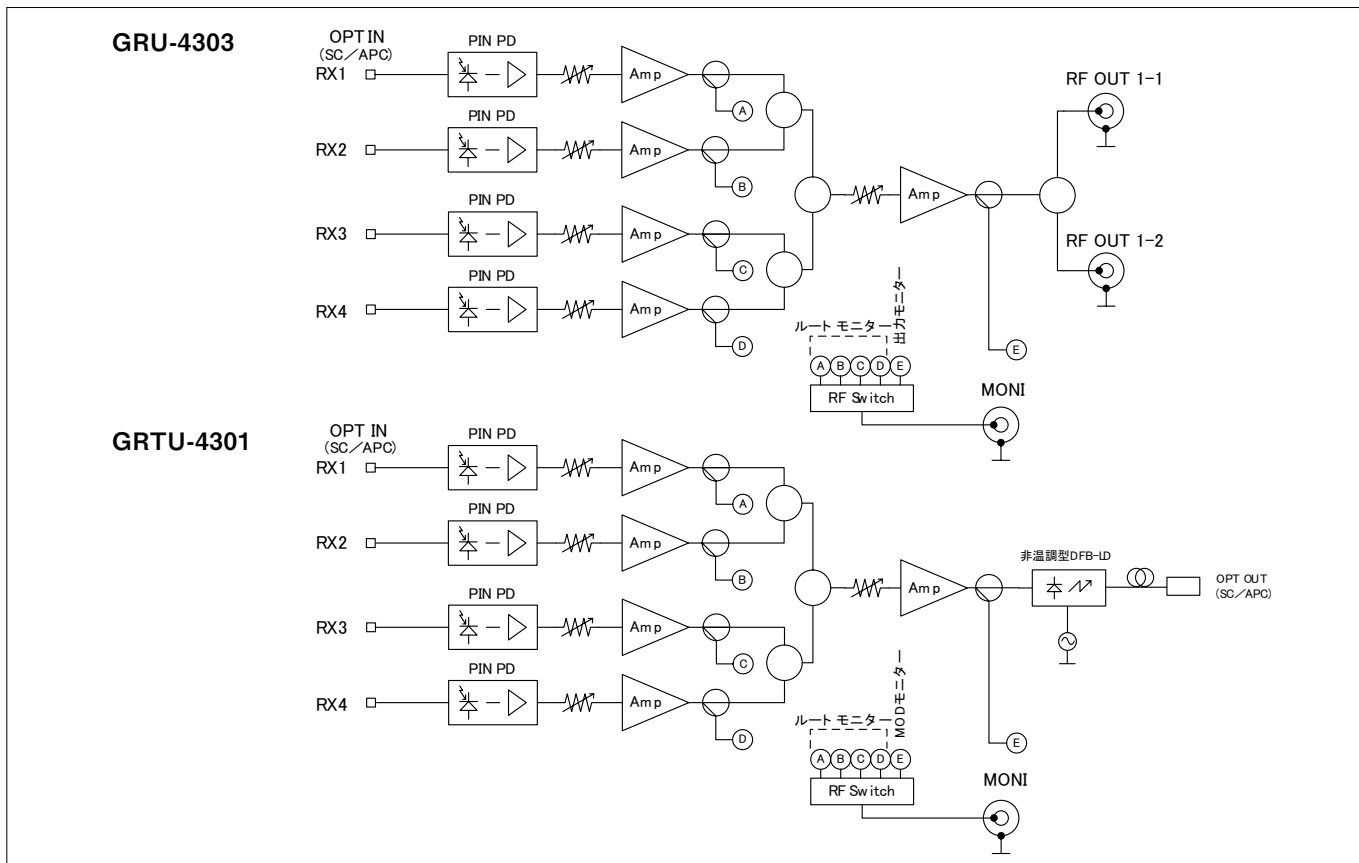 GRU-4303
OPT IN
(SC／APC)
PIN PD
RX1
Amp
A
PIN PD
RX2
Amp
B
PIN PD
RX3
Amp
C
PIN PD
RX4
Amp
D
Amp
E
RF OUT 1-1
RF OUT 1-2
ルート モニター
出力モニター
A B C D E
RF Switch
MONI
GRTU-4301
OPT IN
(SC／APC)
PIN PD
RX1
Amp
A
PIN PD
RX2
Amp
B
PIN PD
RX3
Amp
C
PIN PD
RX4
Amp
D
Amp
E
非温調型DFB-LD
OPT OUT
(SC／APC)
ルート モニター
MODモニター
A B C D E
RF Switch
MONI